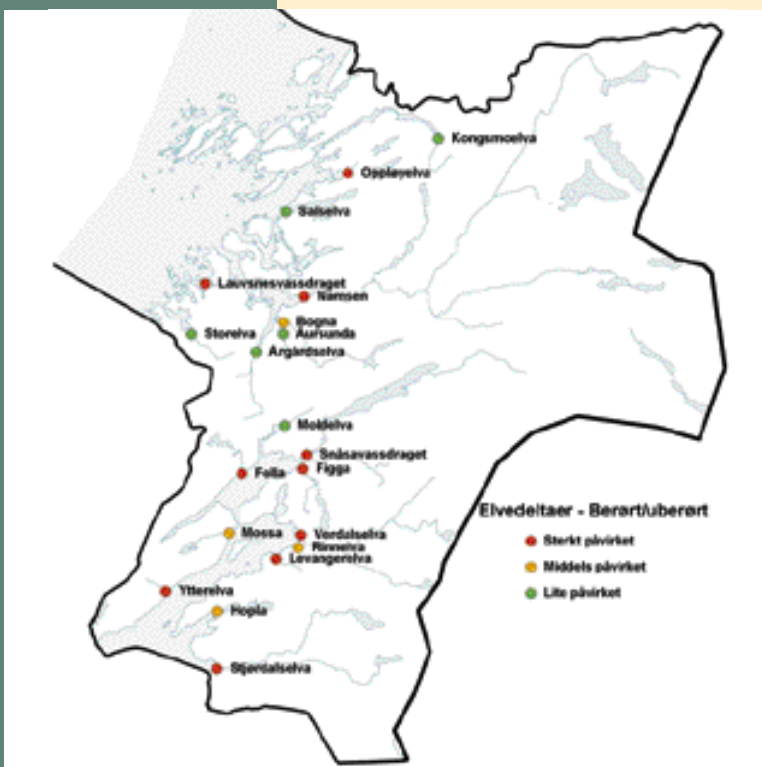 Kongsmoelva
Oppløyelva
Salselva
Lauvsnesvassdraget
Namsen
Bogna
Storelva
Aursunda
Årgårdselva
Moldelva
Snåsavassdraget
Figga
Folla
Elvedeltaer - Berørt/uberørt
Mossa
Verdalselva
Sterkt påvirket
Rinnelva
Levangerelva
Middels påvirket
Ytterelva
Lite påvirket
Hopla
Stjørdalselva